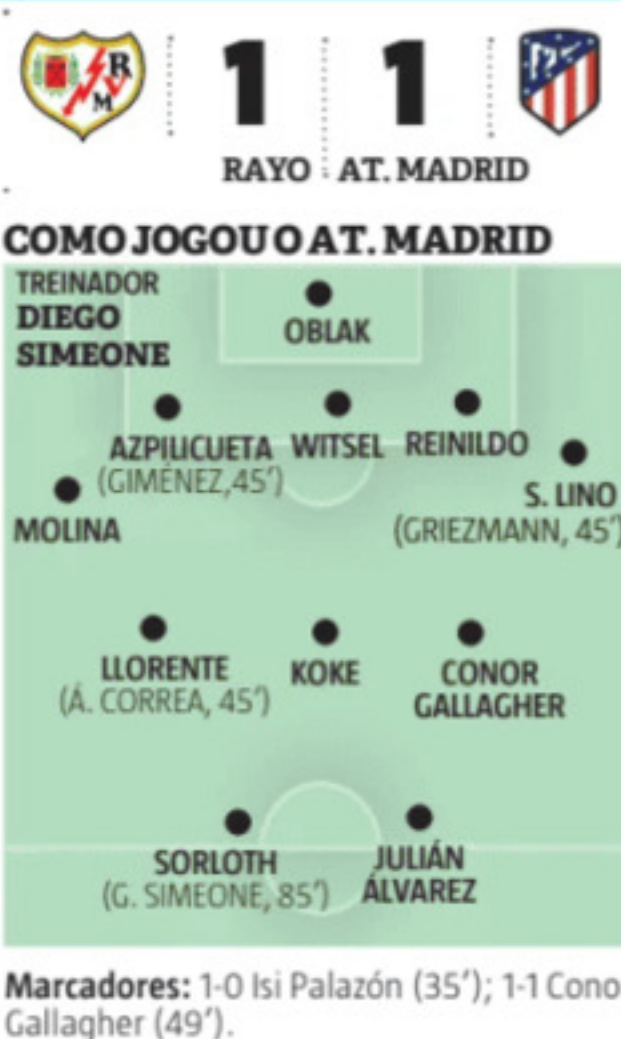 1 1
RAYO AT. MADRID
COMO JOGOU O AT. MADRID
TREINADOR
DIEGO
SIMEONE
OBLAK
AZPILICUETA WITSEL REINILDO
(GIMÉNEZ,45')
S. LINO
(GRIEZMANN, 45')
MOLINA
LLORENTE KOKE CONOR
(Á. CORREA, 45') GALLAGHER
SORLOTH JULIÁN
(G. SIMEONE, 85') ÁLVAREZ
Marcadores: 1-0 Isi Palazón (35'); 1-1 Cono
Gallagher (49').